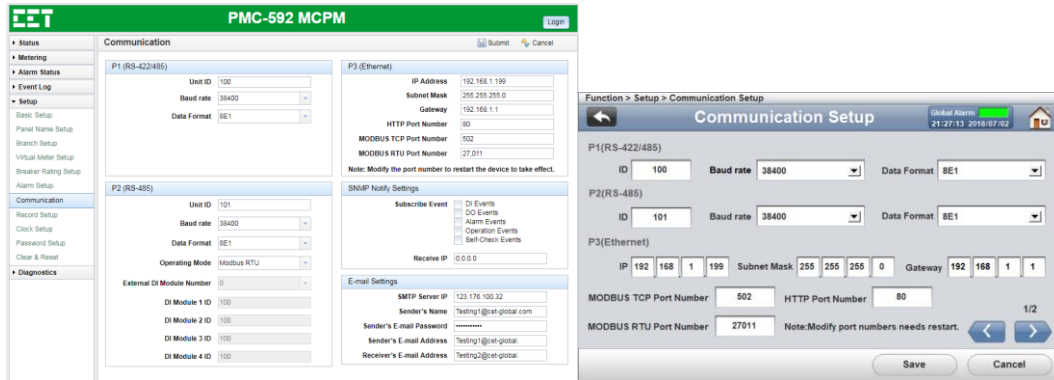 CET
PMC-592 MCPM
Login
Status
Metering
Alarm Status
Event Log
Setup
Basic Setup
Panel Name Setup
Branch Setup
Virtual Meter Setup
Breaker Rating Setup
Alarm Setup
Communication
Record Setup
Clock Setup
Password Setup
Clear & Reset
Diagnostics
Communication
Submit Cancel
P1 (RS-422/485)
Unit ID 100
Baud rate 38400
Data Format 8E1
P3 (Ethernet)
IP Address 192.168.1.199
Subnet Mask 255.255.255.0
Gateway 192.168.1.1
HTTP Port Number 80
MODBUS TCP Port Number 502
MODBUS RTU Port Number 27,011
Note: Modify the port number to restart the device to take effect.
P2 (RS-485)
Unit ID 101
Baud rate 38400
Data Format 8E1
Operating Mode Modbus RTU
External DI Module Number 0
DI Module 1 ID 100
DI Module 2 ID 100
DI Module 3 ID 100
DI Module 4 ID 100
SNMP Notify Settings
Subscribe Event DI Events
DO Events
Alarm Events
Operation Events
Self-Check Events
Receive IP 0.0.0.0
E-mail Settings
SMTP Server IP 123.176.100.32
Sender's Name Testing1@cet-global.com
Sender's E-mail Password •••••••••••
Sender's E-mail Address Testing1@cet-global.
Receiver's E-mail Address Testing2@cet-global.
Function > Setup > Communication Setup
Communication Setup
Global Alarm
21:27:13 2018/07/02
P1(RS-422/485)
ID 100 Baud rate 38400 Data Format 8E1
P2(RS-485)
ID 101 Baud rate 38400 Data Format 8E1
P3(Ethernet)
IP 192 168 1 199 Subnet Mask 255 255 255 0 Gateway 192 168 1 1
MODBUS TCP Port Number 502 HTTP Port Number 80
1/2
MODBUS RTU Port Number 27011 Note:Modify port numbers needs restart.
Save Cancel